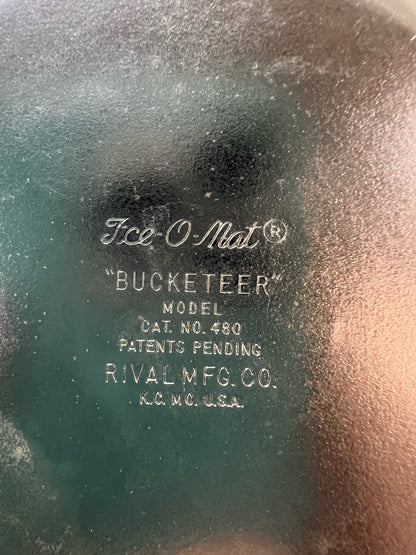 Ice-O-Mat®
"BUCKETEER"
MODEL
CAT. NO. 480
PATENTS PENDING
RIVAL MFG. CO.
K.C. MO. U.S.A.